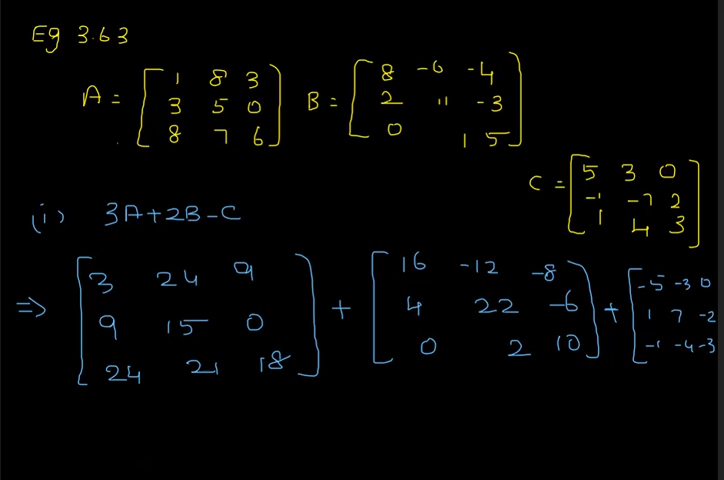 Eg 3.63
A = [ 1 8 3
3 5 0
8 7 6 ]
B = [ 8 -6 -4
2 11 -3
0 1 5 ]
C = [ 5 3 0
-1 -7 2
1 4 3 ]
(i) 3A+2B-C
=> [ 3 24 9
9 15 0
24 21 18 ]
+ [ 16 -12 -8
4 22 -6
0 2 10 ]
+ [ -5 -3 0
1 7 -2
-1 -4 -3